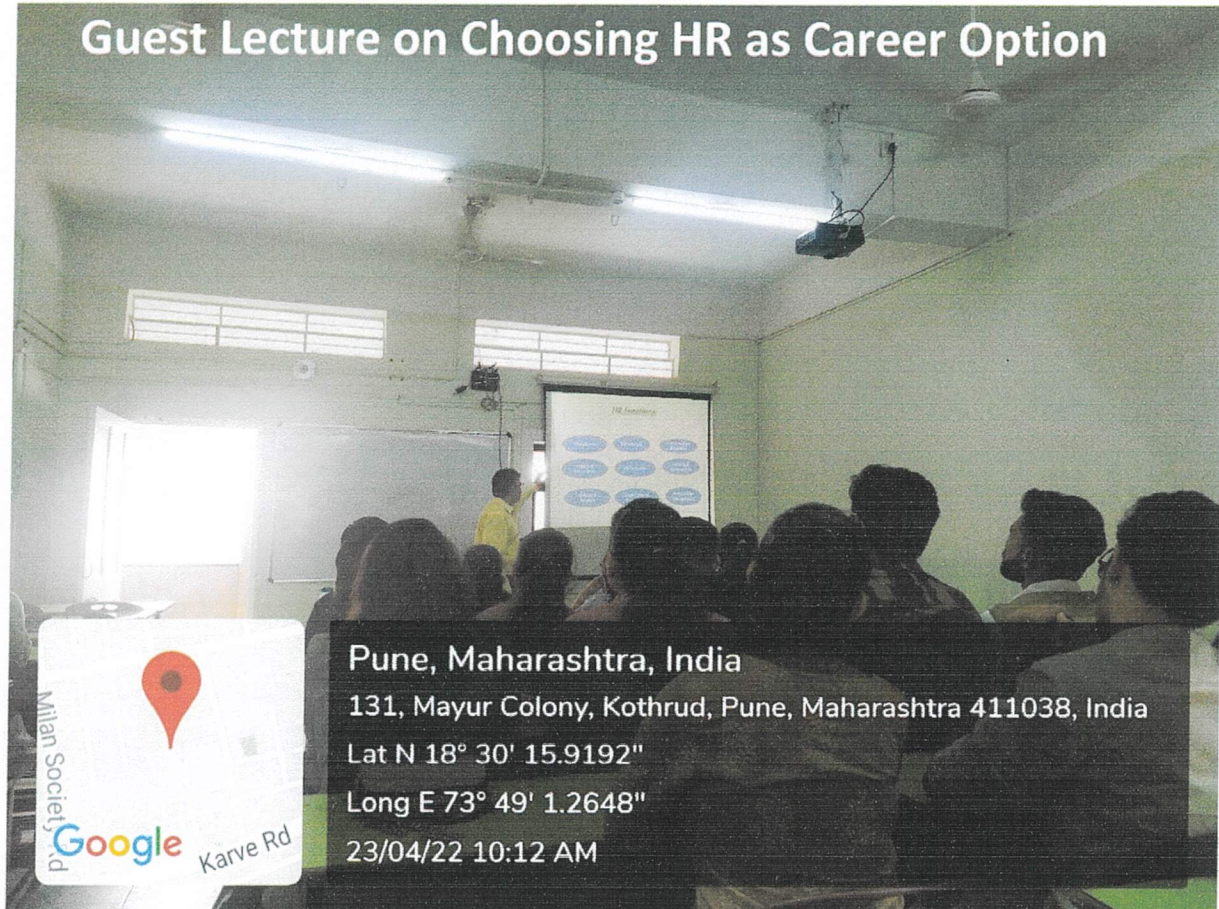 Guest Lecture on Choosing HR as Career Option
HR Functions
Pune, Maharashtra, India
131, Mayur Colony, Kothrud, Pune, Maharashtra 411038, India
Lat N 18° 30' 15.9192"
Long E 73° 49' 1.2648"
23/04/22 10:12 AM
Milan Society Rd
Google
Karve Rd